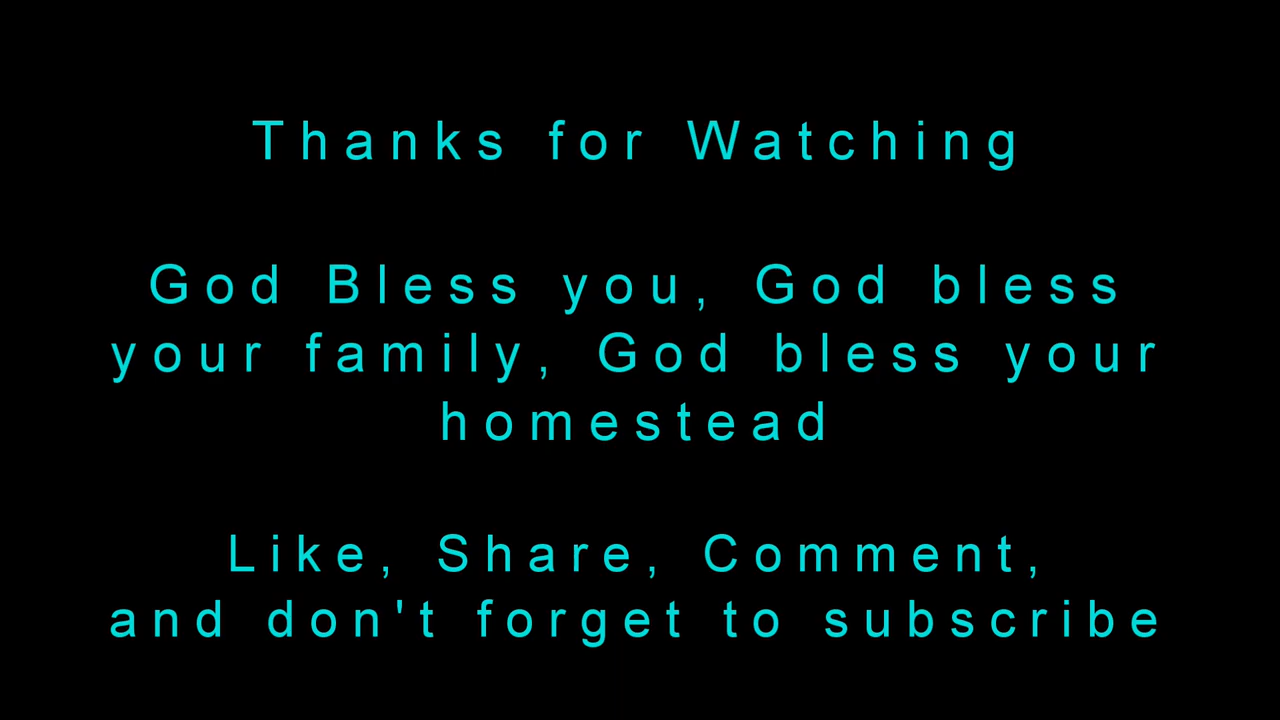 Thanks for Watching
God Bless you, God bless
your family, God bless your
homestead
Like, Share, Comment,
and don't forget to subscribe